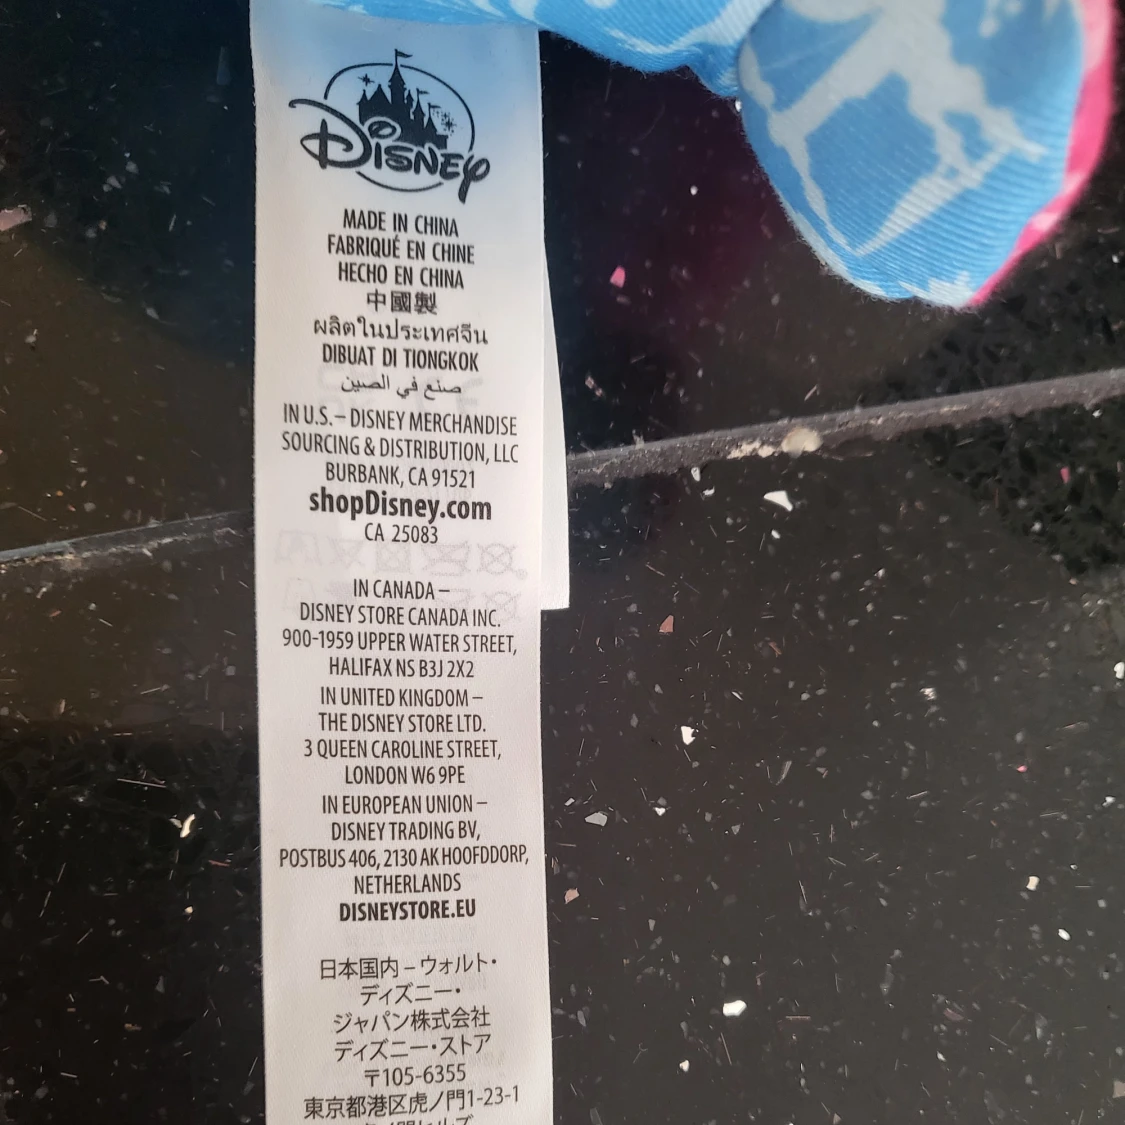 Disney
MADE IN CHINA
FABRIQUÉ EN CHINE
HECHO EN CHINA
中國製
ผลิตในประเทศจีน
DIBUAT DI TIONGKOK
صنع في الصين
IN U.S.– DISNEY MERCHANDISE
SOURCING & DISTRIBUTION, LLC
BURBANK, CA 91521
shopDisney.com
CA 25083
IN CANADA –
DISNEY STORE CANADA INC.
900-1959 UPPER WATER STREET,
HALIFAX NS B3J 2X2
IN UNITED KINGDOM –
THE DISNEY STORE LTD.
3 QUEEN CAROLINE STREET,
LONDON W6 9PE
IN EUROPEAN UNION –
DISNEY TRADING BV,
POSTBUS 406, 2130 AK HOOFDDORP,
NETHERLANDS
DISNEYSTORE.EU
日本国内 – ウォルト・
ディズニー・
ジャパン株式会社
ディズニー・ストア
〒105-6355
東京都港区虎ノ門1-23-1